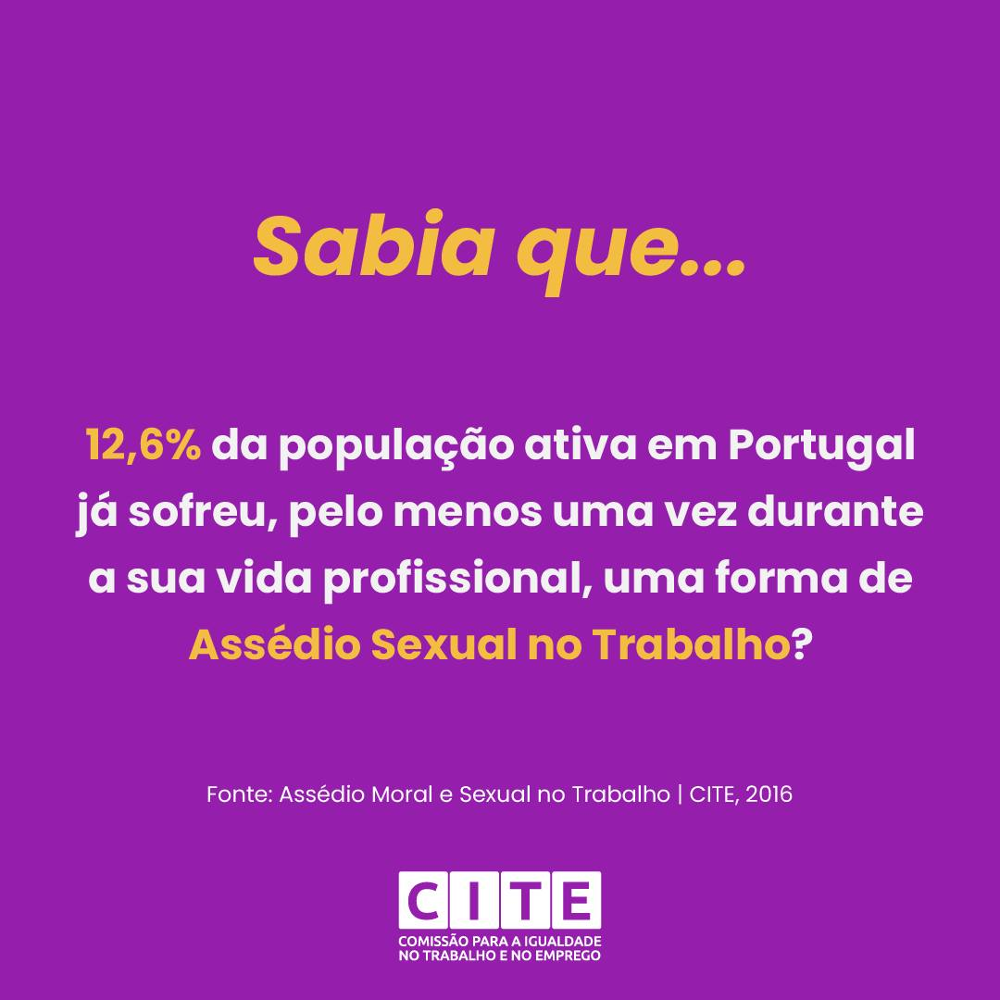 Sabia que...
12,6% da população ativa em Portugal
já sofreu, pelo menos uma vez durante
a sua vida profissional, uma forma de
Assédio Sexual no Trabalho?
Fonte: Assédio Moral e Sexual no Trabalho | CITE, 2016
CITE
COMISSÃO PARA A IGUALDADE
NO TRABALHO E NO EMPREGO